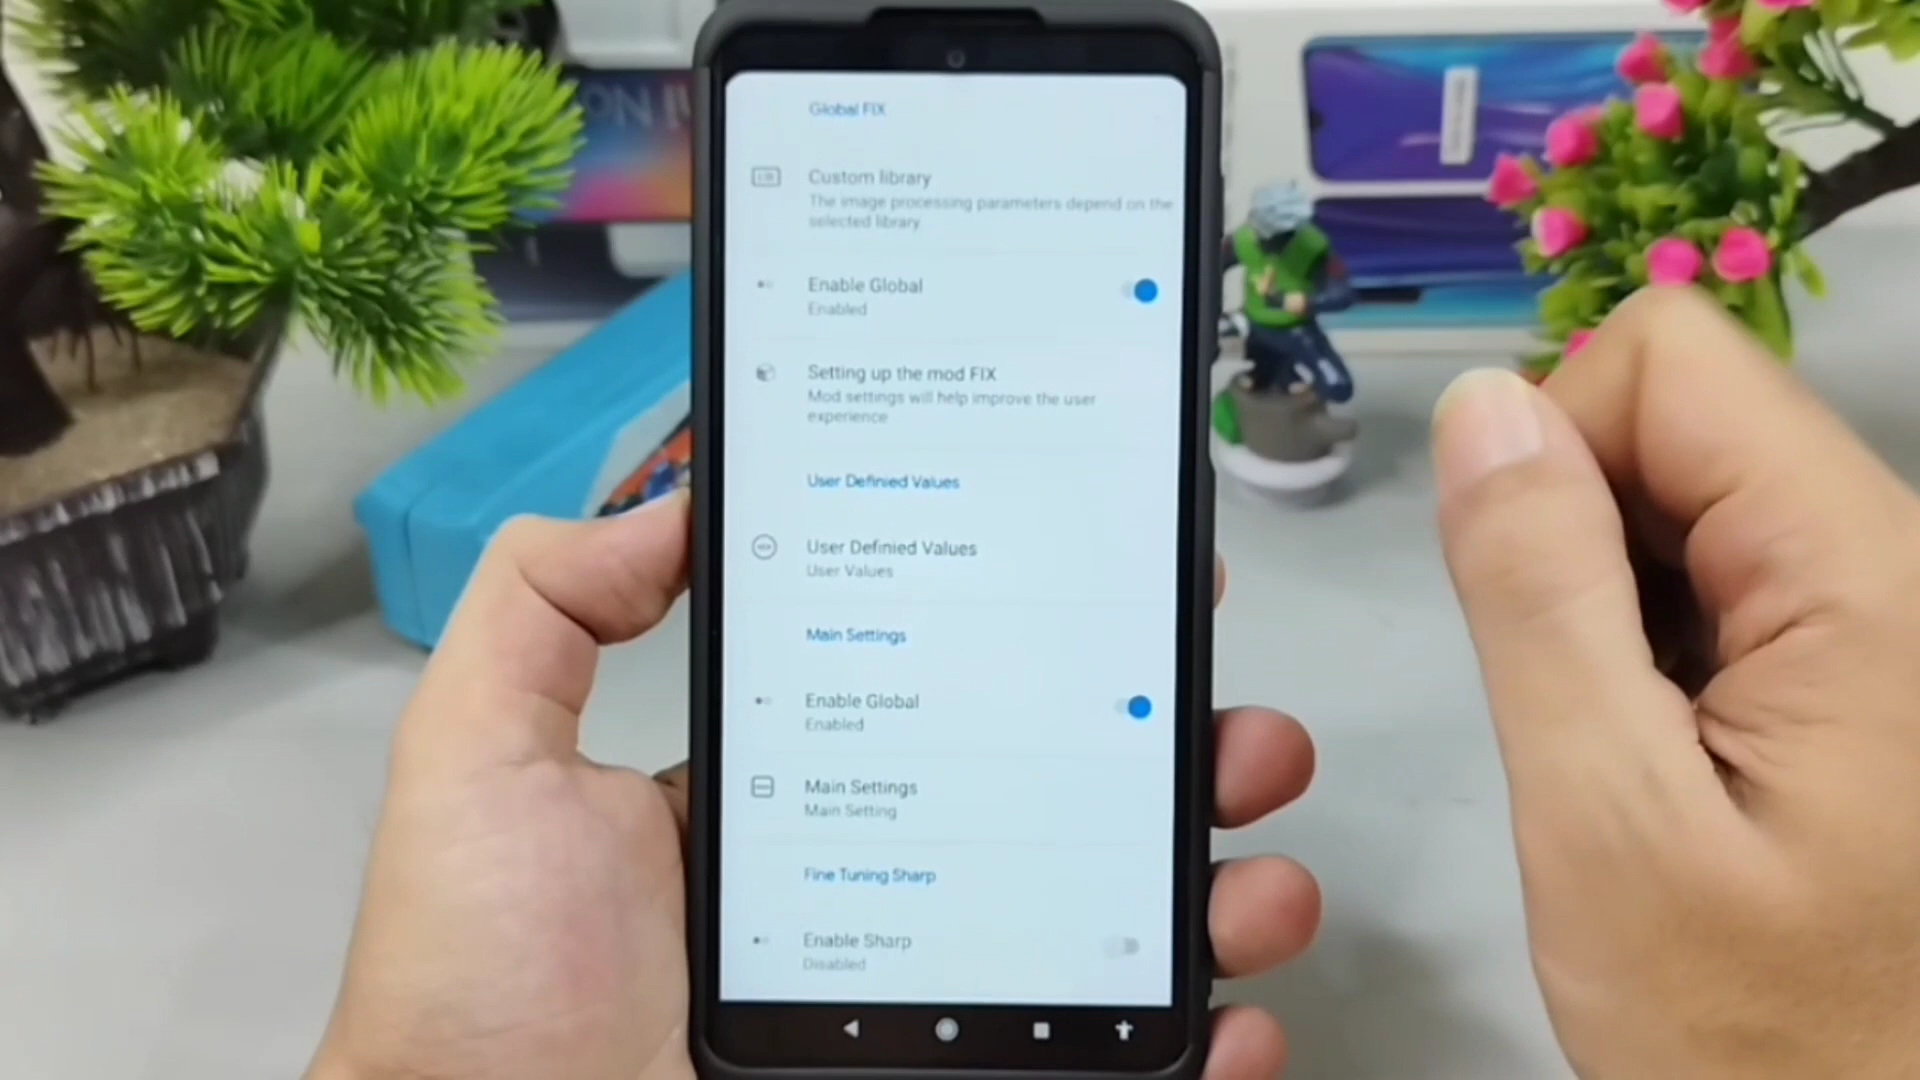 Global FIX
Custom library
The image processing parameters depend on the
selected library
Enable Global
Enabled
Setting up the mod FIX
Mod settings will help improve the user
experience
User Definied Values
User Definied Values
User Values
Main Settings
Enable Global
Enabled
Main Settings
Main Setting
Fine Tuning Sharp
Enable Sharp
Disabled